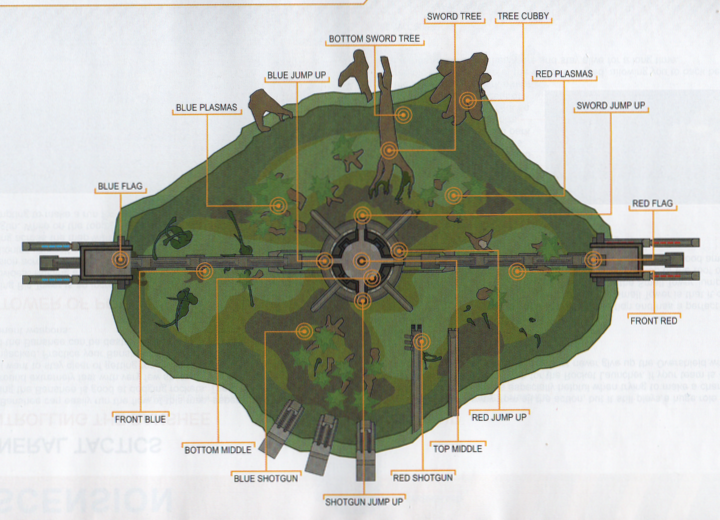 SWORD TREE
TREE CUBBY
BOTTOM SWORD TREE
BLUE JUMP UP
RED PLASMAS
BLUE PLASMAS
SWORD JUMP UP
BLUE FLAG
RED FLAG
FRONT RED
FRONT BLUE
RED JUMP UP
BOTTOM MIDDLE
TOP MIDDLE
BLUE SHOTGUN
RED SHOTGUN
SHOTGUN JUMP UP